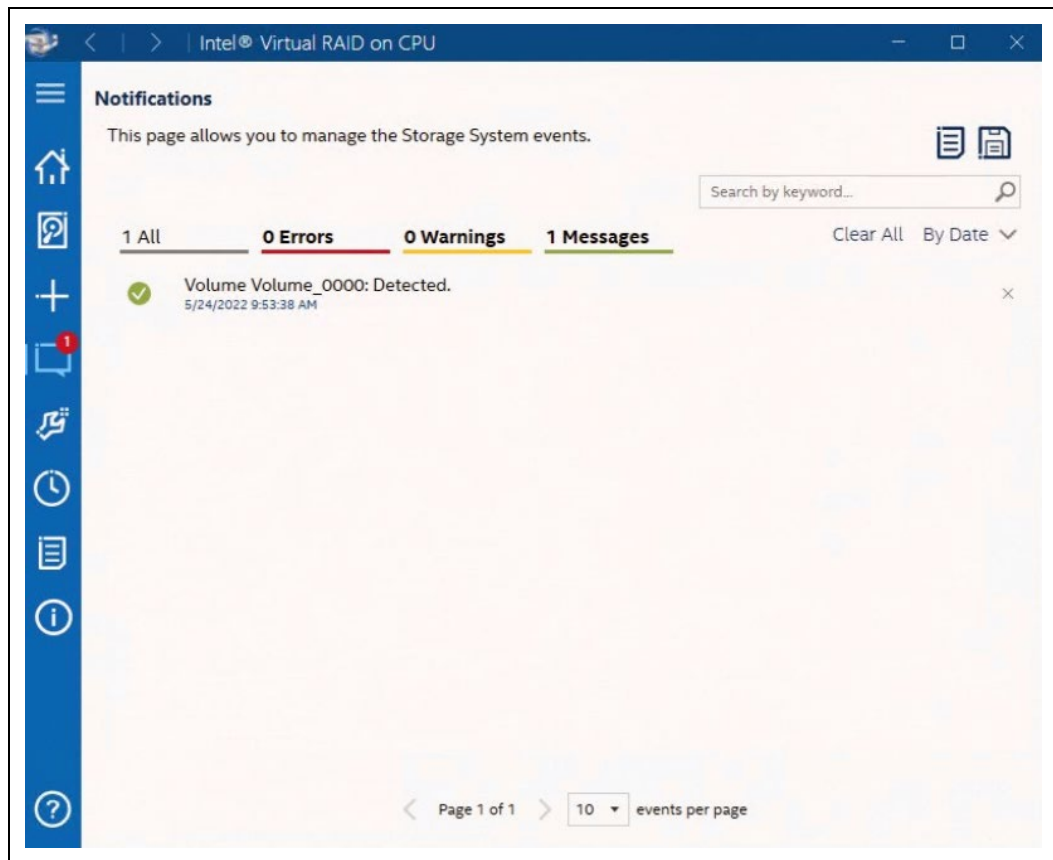 Intel® Virtual RAID on CPU
Notifications
This page allows you to manage the Storage System events.
Search by keyword...
1 All 0 Errors 0 Warnings 1 Messages Clear All By Date
Volume Volume_0000: Detected.
5/24/2022 9:53:38 AM
1
Page 1 of 1 10 events per page